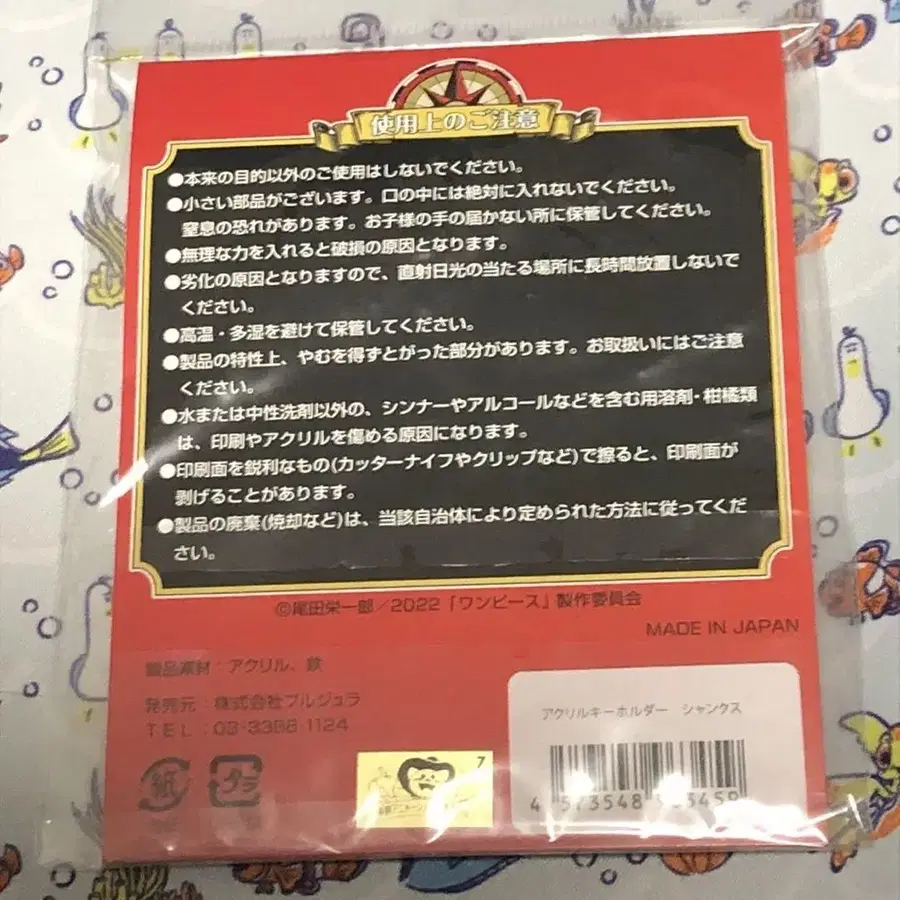 使用上のご注意
●本来の目的以外のご使用はしないでください。
●小さい部品がございます。口の中には絶対に入れないでください。
窒息の恐れがあります。お子様の手の届かない所に保管してください。
●無理な力を入れると破損の原因となります。
●劣化の原因となりますので、直射日光の当たる場所に長時間放置しないで
ください。
●高温・多湿を避けて保管してください。
●製品の特性上、やむを得ずとがった部分があります。お取扱いにはご注意
ください。
●水または中性洗剤以外の、シンナーやアルコールなどを含む用溶剤・柑橘類
は、印刷やアクリルを傷める原因になります。
●印刷面を鋭利なもの(カッターナイフやクリップなど)で擦ると、印刷面が
剥げることがあります。
●製品の廃棄(焼却など)は、当該自治体により定められた方法に従ってくだ
さい。
©尾田栄一郎/2022「ワンピース」製作委員会
MADE IN JAPAN
製品素材:アクリル、鉄
発売元:株式会社プルジュラ
TEL:03-3386-1124
アクリルキーホルダー シャンクス
紙
プラ
7